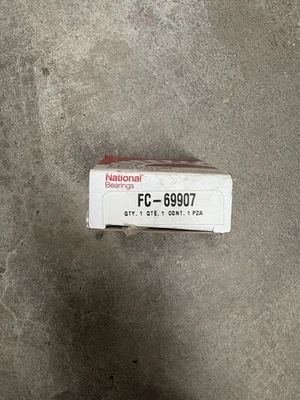 National
Bearings
FC-69907
QTY. 1 QTE. 1 CONT. 1 PZA